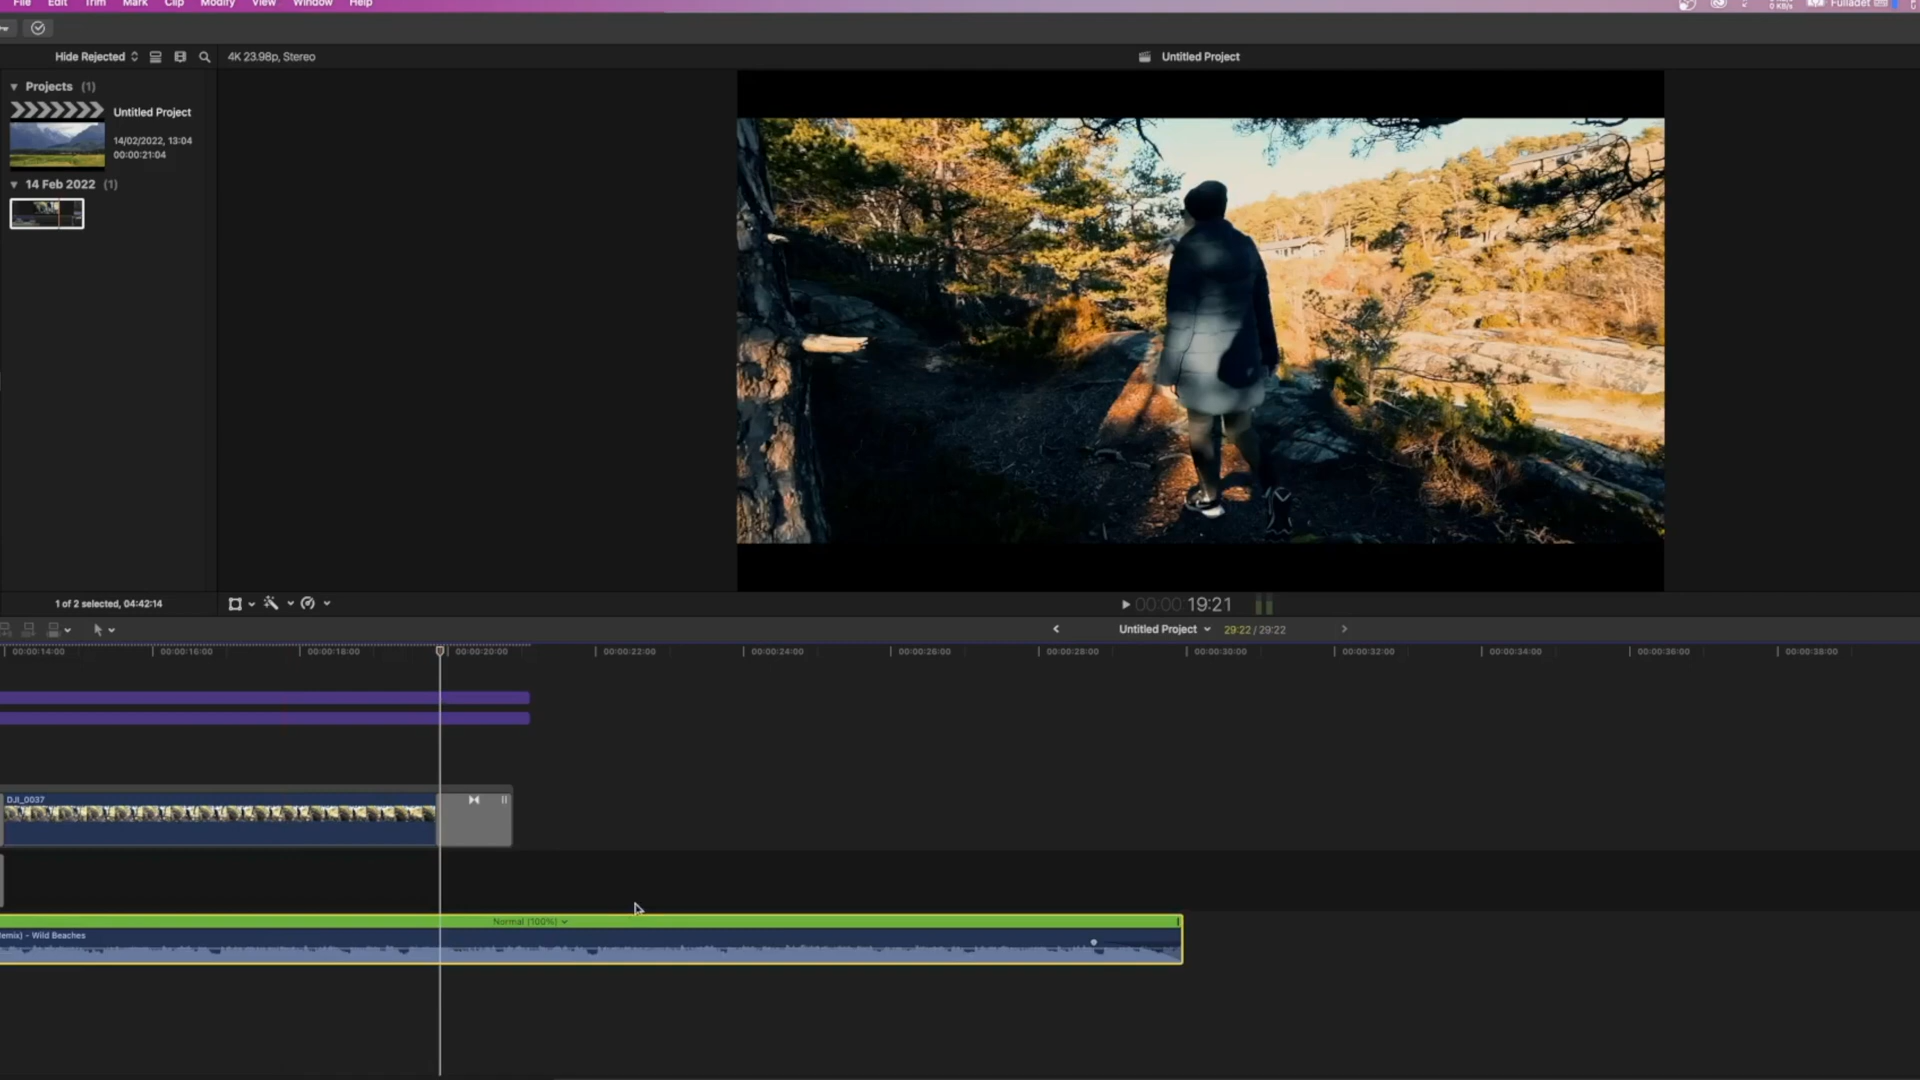 File Edit Trim Mark Clip Modify View Window Help
0 KB/s
Hide Rejected
4K 23.98p, Stereo
Untitled Project
Projects (1)
Untitled Project
14/02/2022, 13:04
00:00:21:04
14 Feb 2022 (1)
1 of 2 selected, 04:42:14
00:00 19:21
Untitled Project
29:22 / 29:22
00:00:14:00 00:00:16:00 00:00:18:00 00:00:20:00 00:00:22:00 00:00:24:00 00:00:26:00 00:00:28:00 00:00:30:00 00:00:32:00 00:00:34:00 00:00:36:00 00:00:38:00
DJI_0037
Normal (100%)
emix) - Wild Beaches